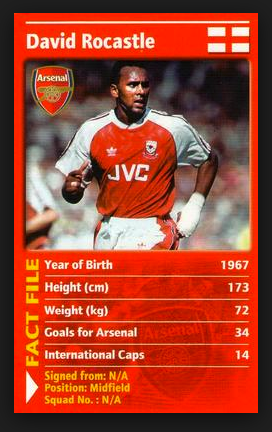 David Rocastle
Arsenal
JVC
FACT FILE
Year of Birth 1967
Height (cm) 173
Weight (kg) 72
Goals for Arsenal 34
International Caps 14
Signed from: N/A
Position: Midfield
Squad No. : N/A
Arsenal